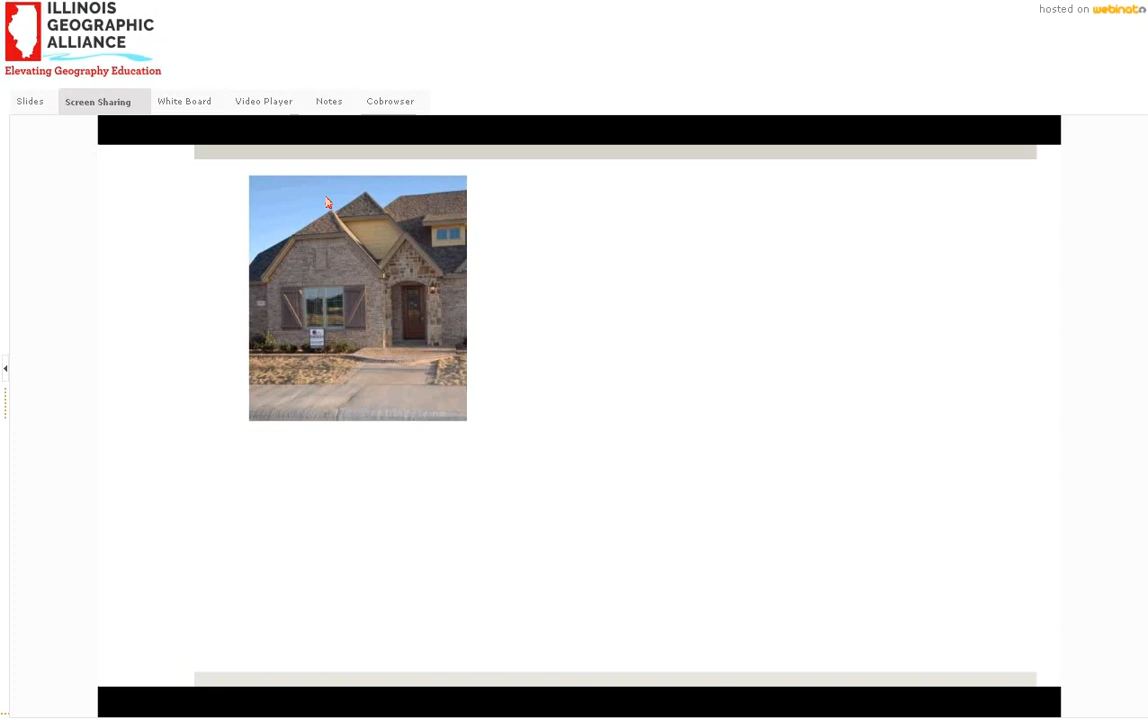 ILLINOIS
GEOGRAPHIC
ALLIANCE
Elevating Geography Education
hosted on webinato
Slides Screen Sharing White Board Video Player Notes Cobrowser